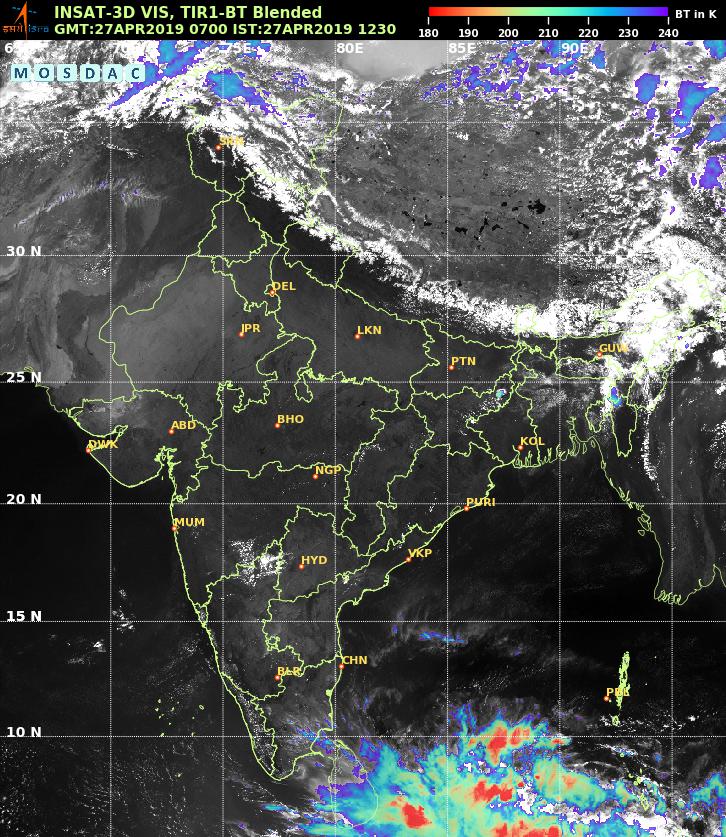 INSAT-3D VIS, TIR1-BT Blended
GMT:27APR2019 0700 IST:27APR2019 1230
180 190 200 210 220 230 240 BT in K
70E 75E 80E 85E 90E
MOSDAC
SRN
30 N
DEL
JPR LKN
GUW
PTN
25 N
ABD BHO
DWK KOL
NGP
20 N PURI
MUM
HYD VKP
15 N
BLR CHN
PBL
10 N